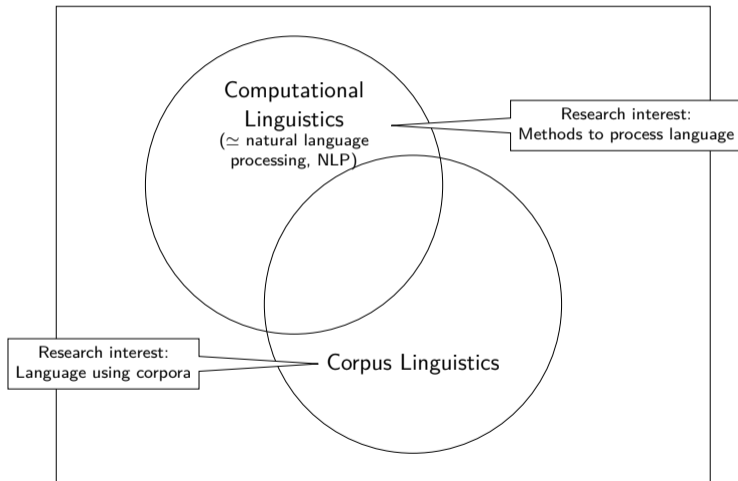 Computational
Linguistics
(≃ natural language
processing, NLP)
Research interest:
Methods to process language
Research interest:
Language using corpora
Corpus Linguistics